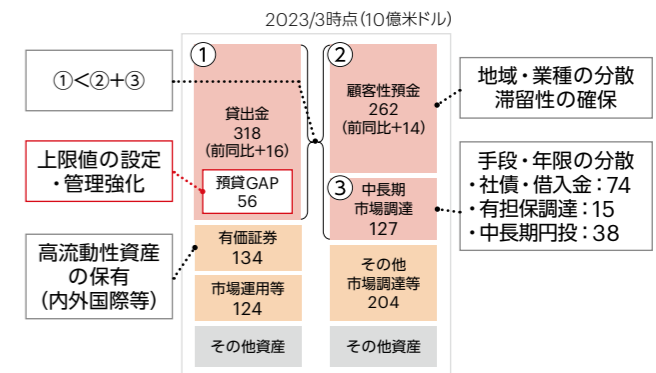 2023/3時点(10億米ドル)
①<②+③
上限値の設定
・管理強化
高流動性資産
の保有
(内外国際等)
①
貸出金
318
(前同比+16)
預貸GAP
56
有価証券
134
市場運用等
124
その他資産
②
顧客性預金
262
(前同比+14)
③
中長期
市場調達
127
その他
市場調達等
204
その他資産
地域・業種の分散
滞留性の確保
手段・年限の分散
・社債・借入金:74
・有担保調達:15
・中長期円投:38